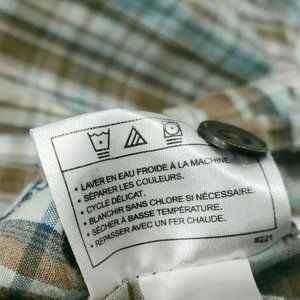 • LAVER EN EAU FROIDE À LA MACHINE.
• SÉPARER LES COULEURS.
• CYCLE DÉLICAT.
• BLANCHIR SANS CHLORE SI NÉCESSAIRE.
• SÉCHER À BASSE TEMPÉRATURE.
• REPASSER AVEC UN FER CHAUDE.
#221